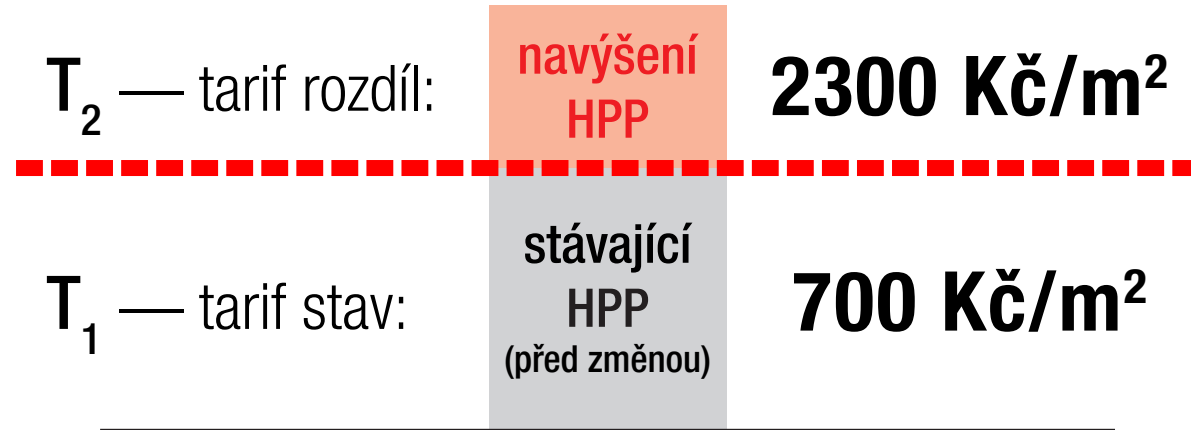 T₂ — tarif rozdíl: navýšení HPP 2300 Kč/m²
T₁ — tarif stav: stávající HPP (před změnou) 700 Kč/m²